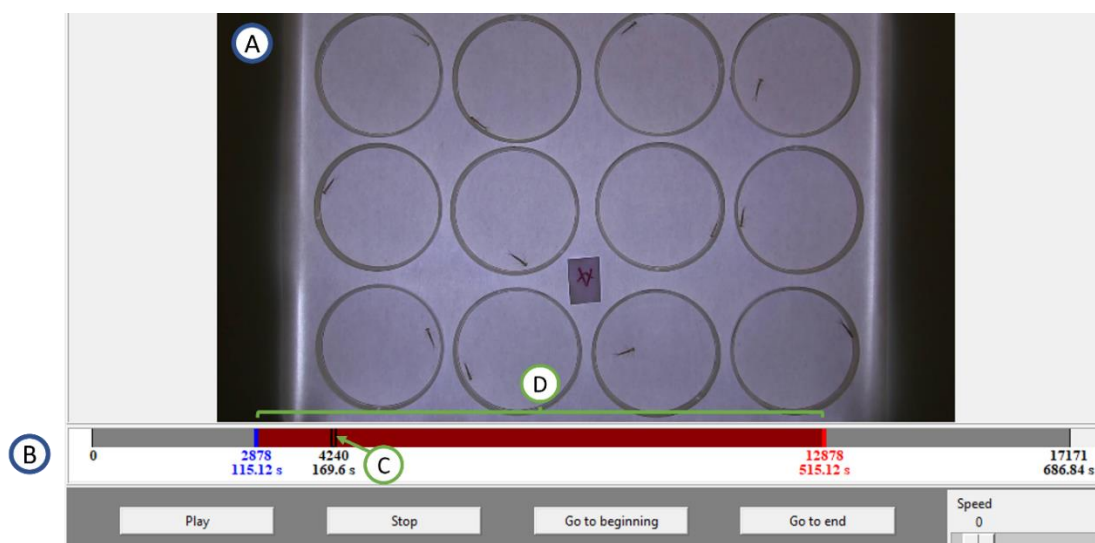 A
D
B
C
0
2878
4240
12878
17171
115.12 s
169.6 s
515.12 s
686.84 s
Play
Stop
Go to beginning
Go to end
Speed
0